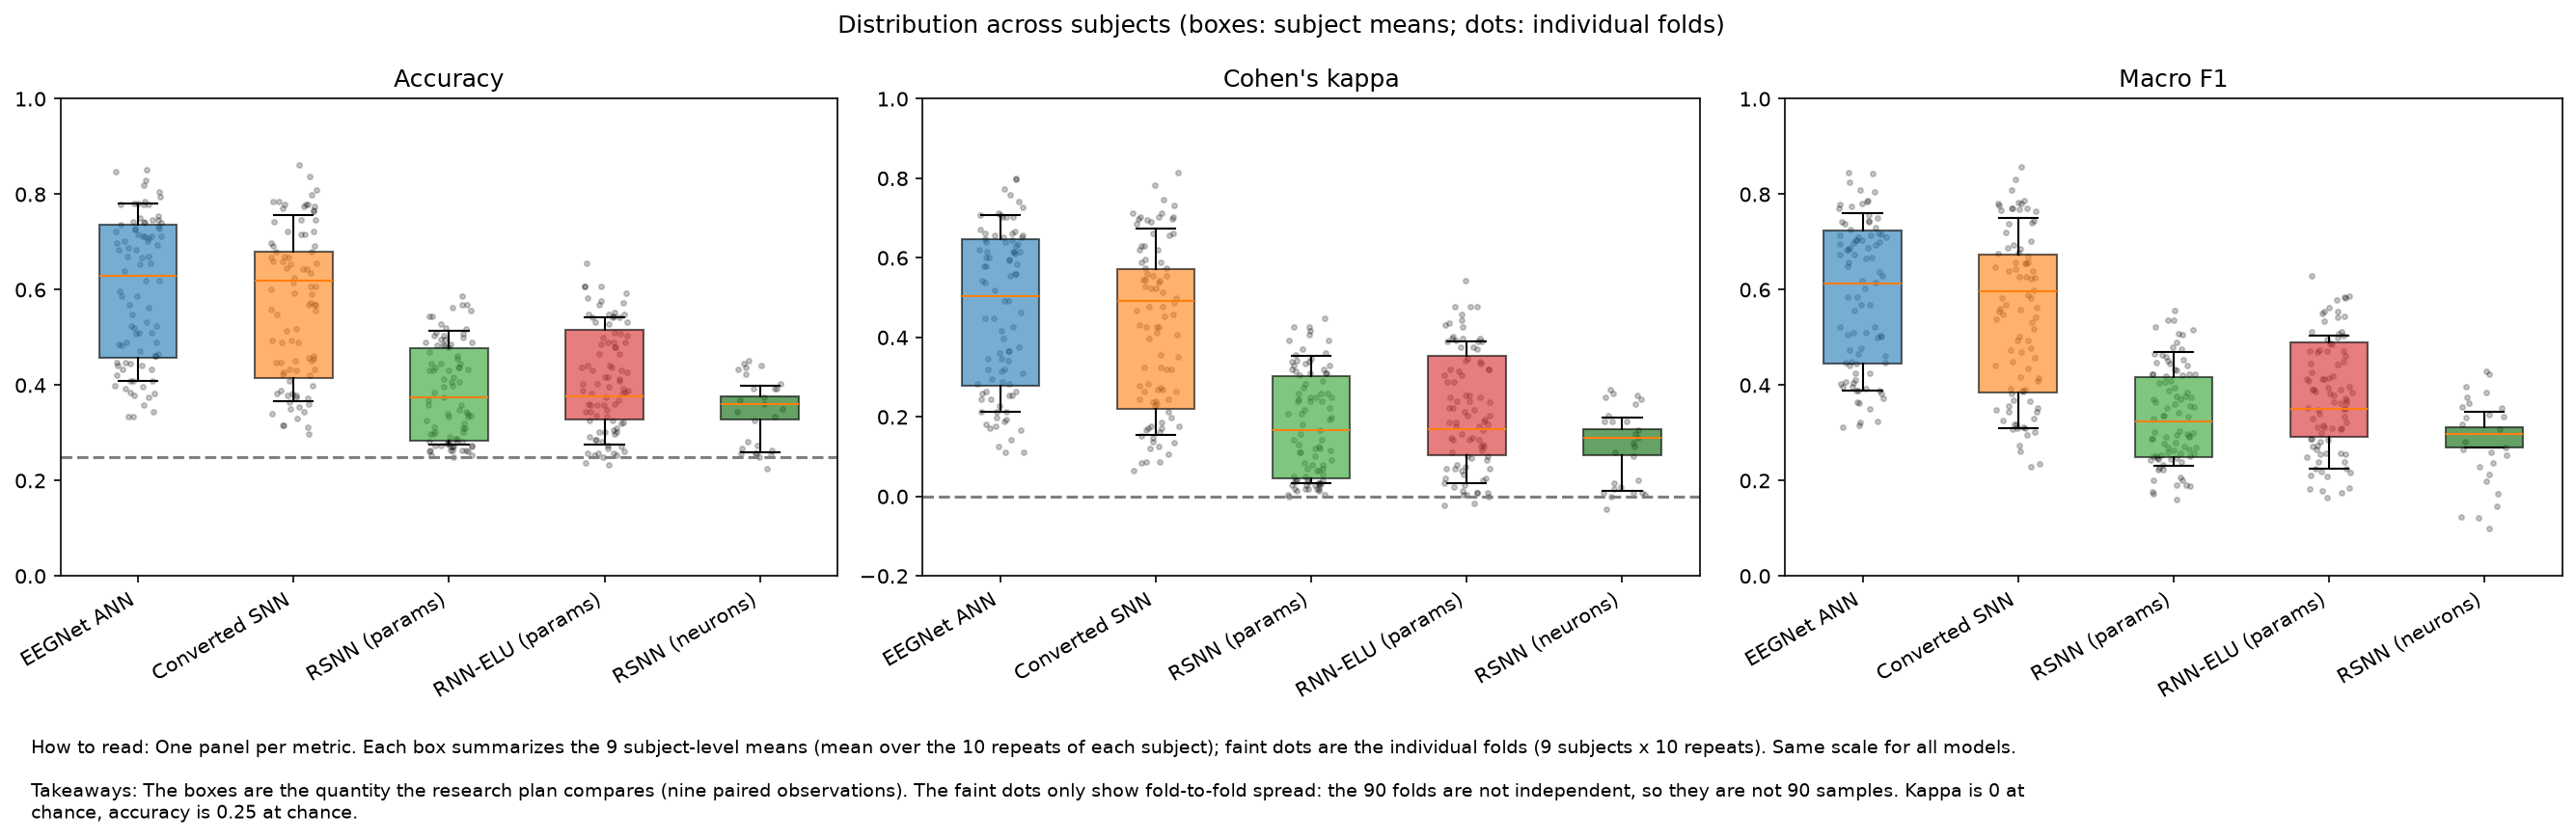 Distribution across subjects (boxes: subject means; dots: individual folds)
Accuracy
1.0
0.8
0.6
0.4
0.2
0.0
EEGNet ANN
Converted SNN
RSNN (params)
RNN-ELU (params)
RSNN (neurons)
Cohen's kappa
1.0
0.8
0.6
0.4
0.2
0.0
−0.2
EEGNet ANN
Converted SNN
RSNN (params)
RNN-ELU (params)
RSNN (neurons)
Macro F1
1.0
0.8
0.6
0.4
0.2
0.0
EEGNet ANN
Converted SNN
RSNN (params)
RNN-ELU (params)
RSNN (neurons)
How to read: One panel per metric. Each box summarizes the 9 subject-level means (mean over the 10 repeats of each subject); faint dots are the individual folds (9 subjects x 10 repeats). Same scale for all models.
Takeaways: The boxes are the quantity the research plan compares (nine paired observations). The faint dots only show fold-to-fold spread: the 90 folds are not independent, so they are not 90 samples. Kappa is 0 at
chance, accuracy is 0.25 at chance.